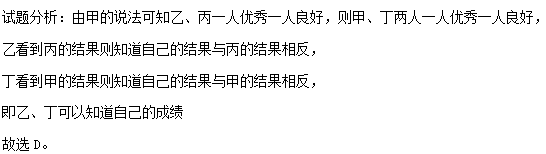 试题分析：由甲的说法可知乙、丙一人优秀一人良好，则甲、丁两人一人优秀一人良好，
乙看到丙的结果则知道自己的结果与丙的结果相反，
丁看到甲的结果则知道自己的结果与甲的结果相反，
即乙、丁可以知道自己的成绩
故选 D。